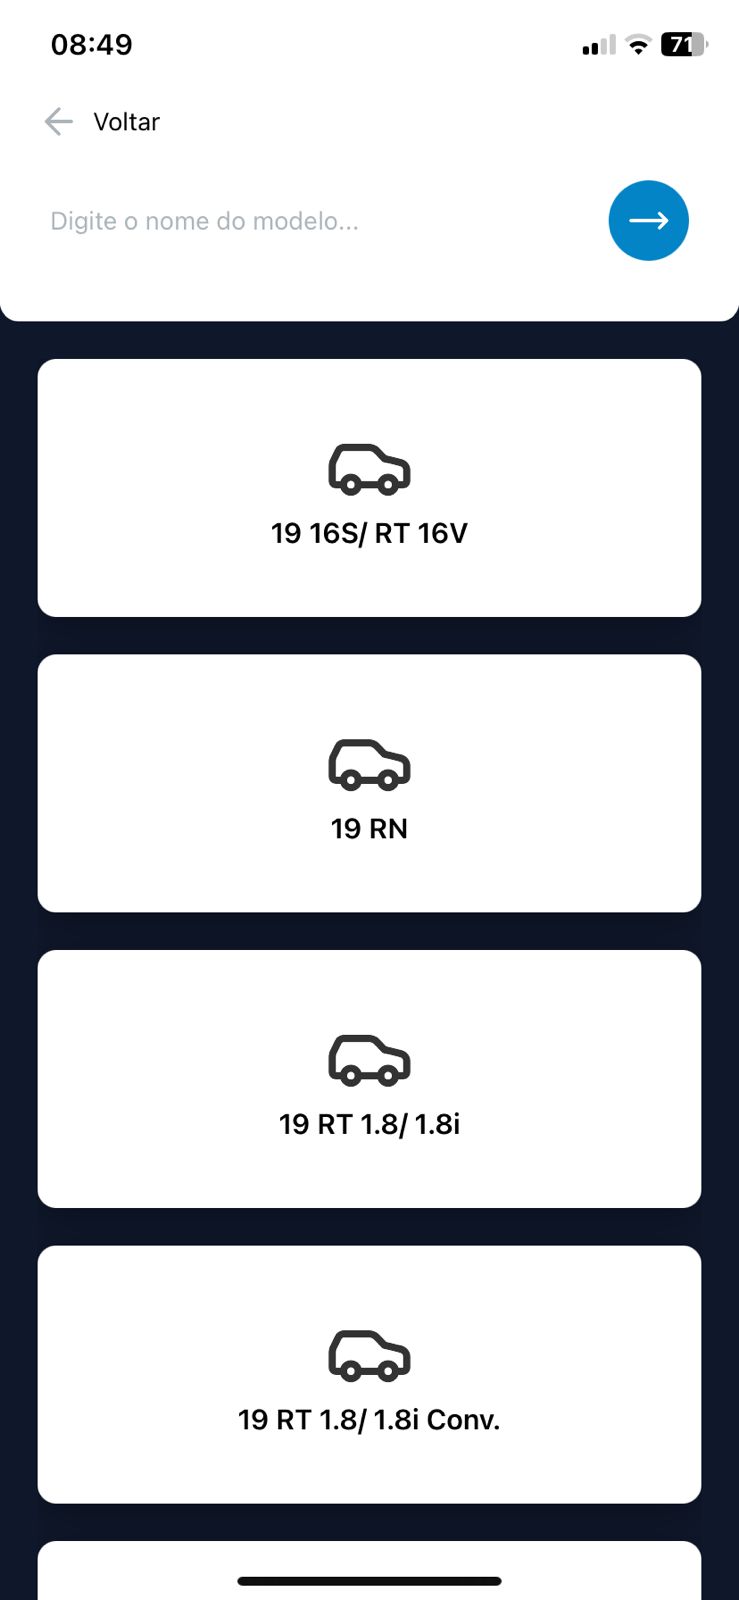 08:49
71
Voltar
Digite o nome do modelo...
19 16S/ RT 16V
19 RN
19 RT 1.8/ 1.8i
19 RT 1.8/ 1.8i Conv.